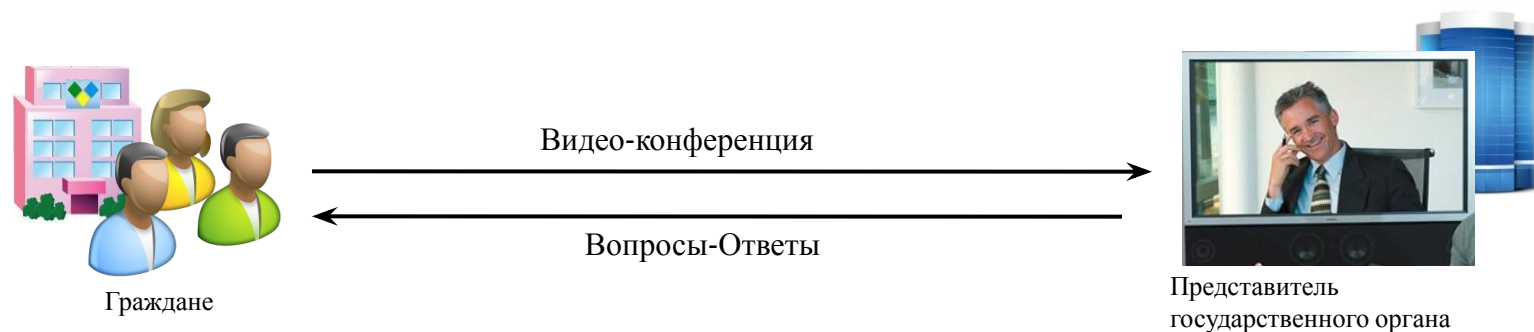 Видео-конференция
Вопросы-Ответы
Граждане
Представитель
государственного органа